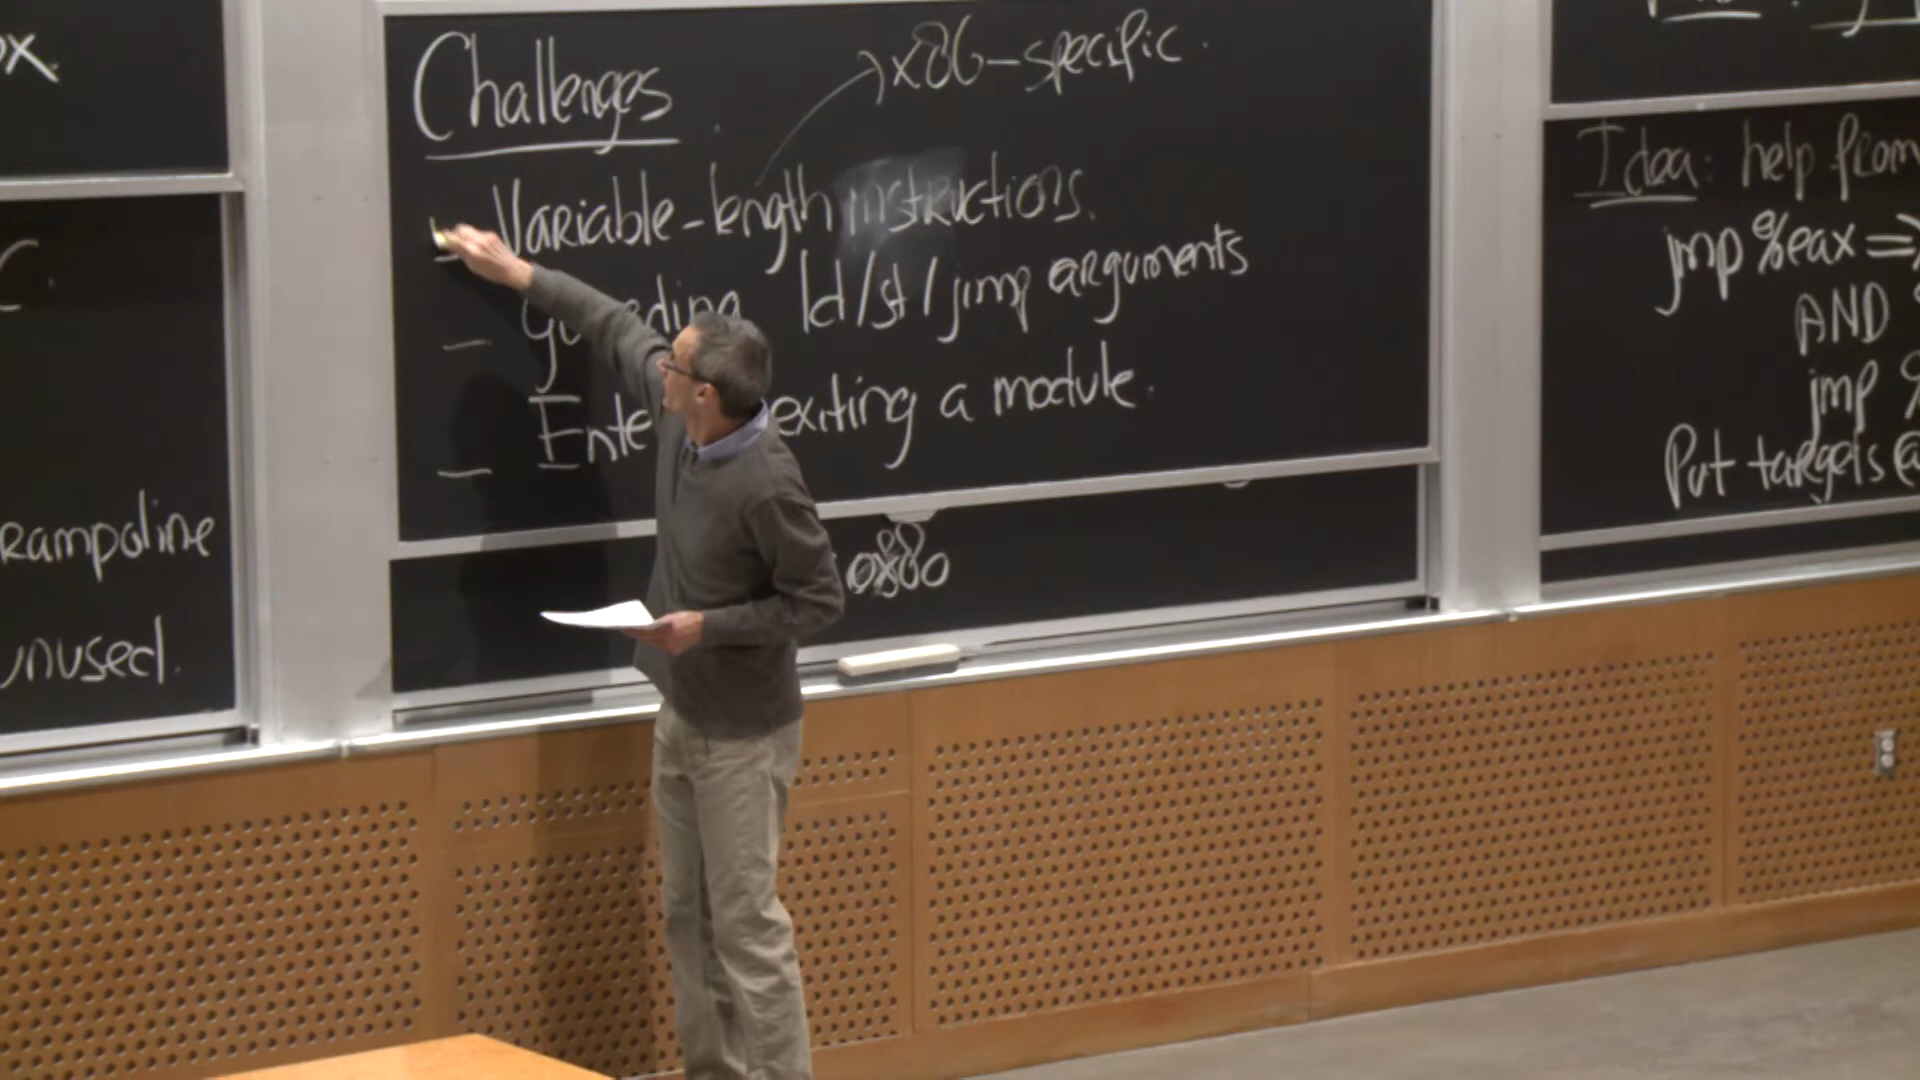 rampoline
unused.
Challenges
x86-specific.
- Variable-length instructions.
- ld/st/jmp arguments
- exiting a module.
0x80
Idea: help from
jmp %eax =>
AND
jmp %
Put targets @